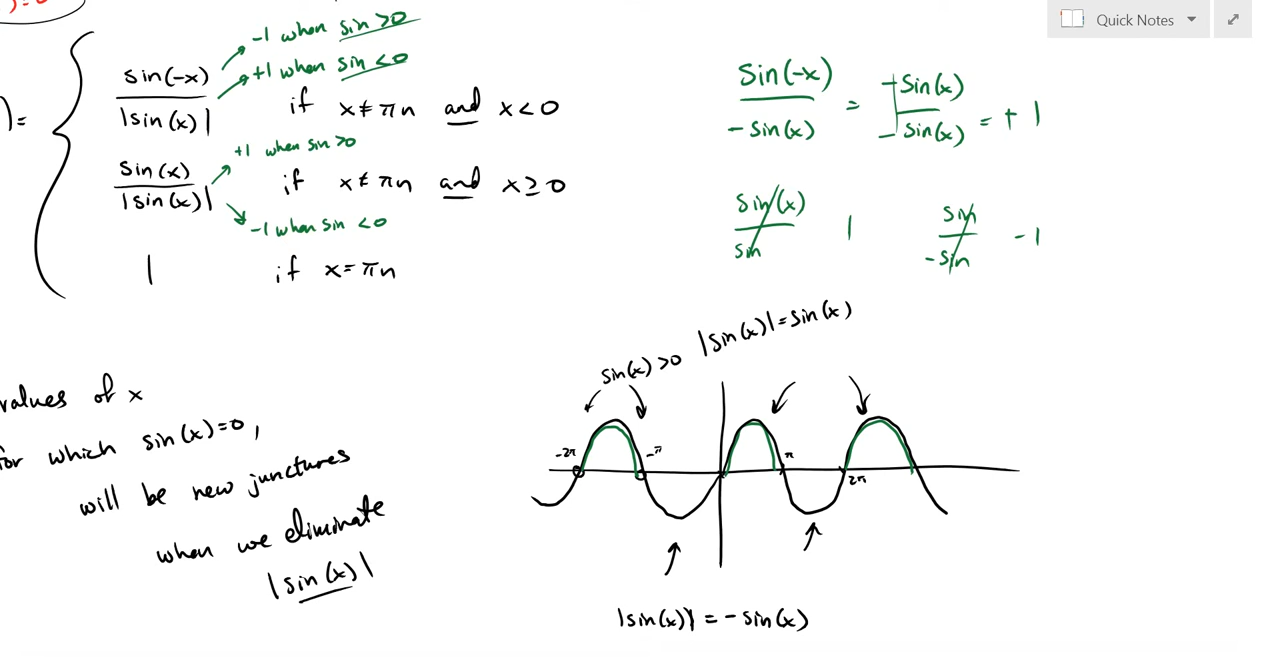 Quick Notes
-1 when sin >0
sin(-x)
+1 when sin <0
|sin(x)|
if x ≠ πn and x<0
)=
+1 when sin >0
sin(x)
|sin(x)|
if x ≠ πn and x ≥ 0
-1 when sin <0
1 if x = πn
sin(-x)
-sin(x)
=
-sin(x)
-sin(x)
= +1
sin(x)
sin
1
sin
-sin
-1
values of x
for which sin(x)=0,
will be new junctures
when we eliminate
|sin(x)|
sin(x) >0
|sin(x)|=sin(x)
-2π
-π
π
2π
|sin(x)| = -sin(x)